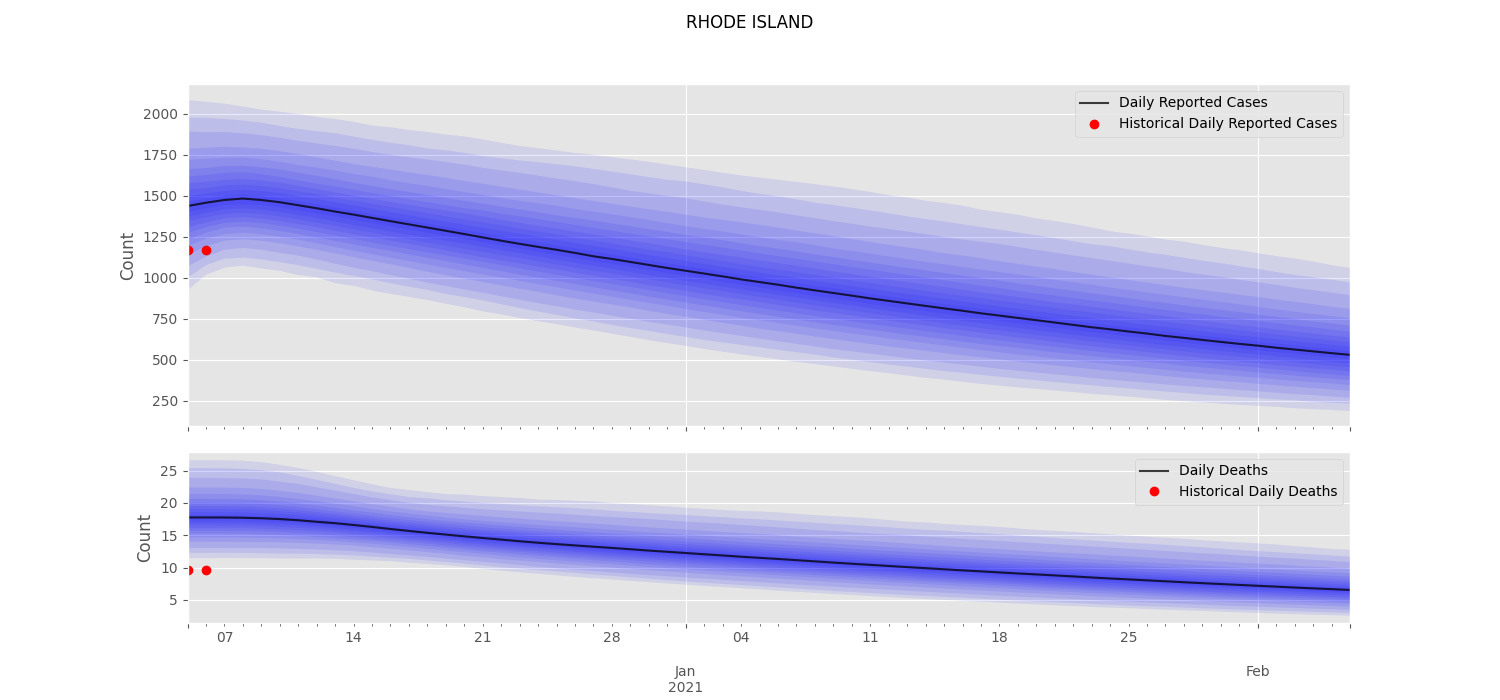 RHODE ISLAND
Daily Reported Cases
Historical Daily Reported Cases
2000
1750
1500
1250
1000
750
500
250
Count
Daily Deaths
Historical Daily Deaths
25
20
15
10
5
Count
07 14 21 28 04 11 18 25
Jan Feb
2021